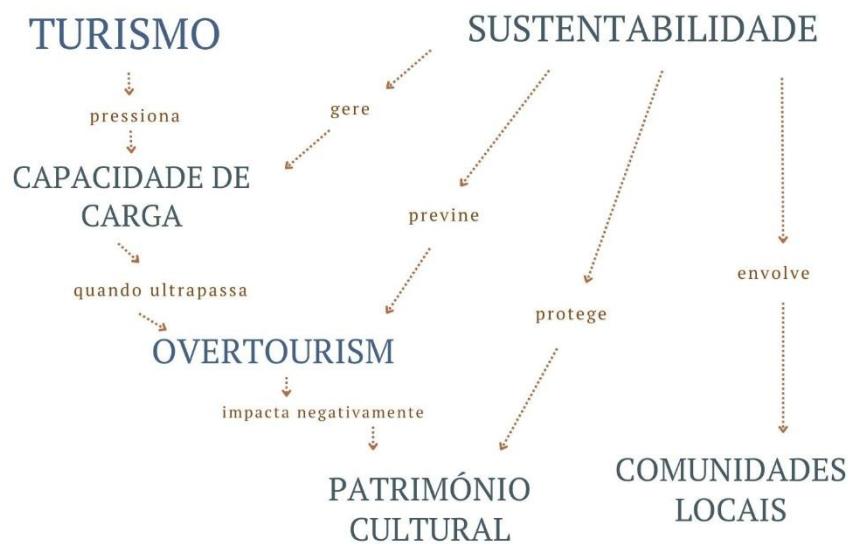 TURISMO
SUSTENTABILIDADE
pressiona
gere
CAPACIDADE DE
CARGA
previne
quando ultrapassa
envolve
protege
OVERTOURISM
impacta negativamente
PATRIMÓNIO
CULTURAL
COMUNIDADES
LOCAIS